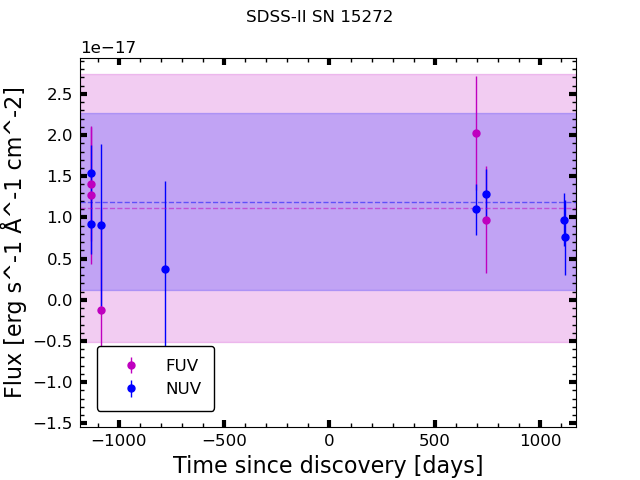 SDSS-II SN 15272
1e−17
2.5
2.0
1.5
1.0
0.5
0.0
−0.5
−1.0
−1.5
Flux [erg s^-1 Å^-1 cm^-2]
FUV
NUV
−1000 −500 0 500 1000
Time since discovery [days]